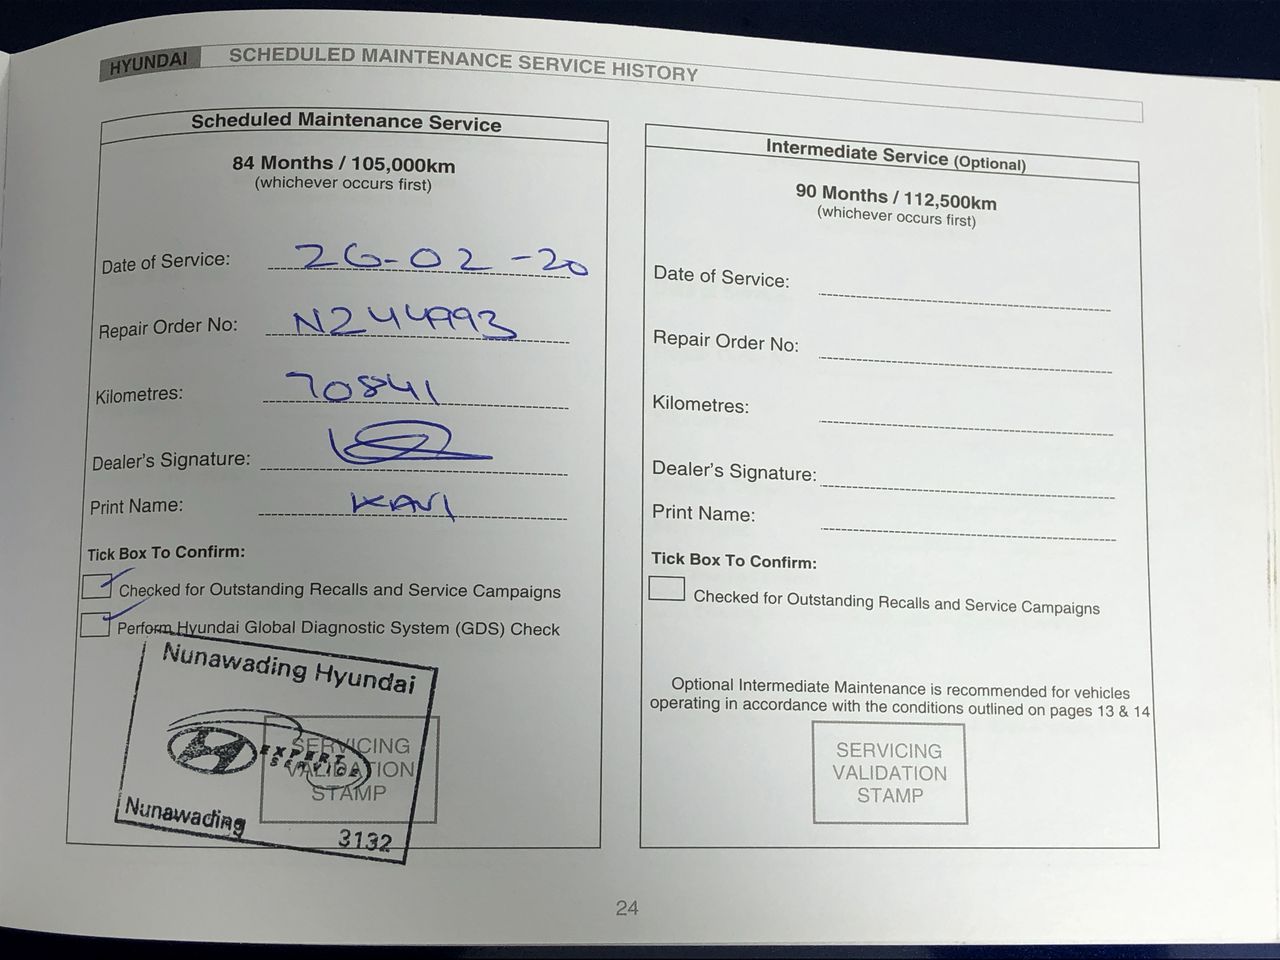 HYUNDAI SCHEDULED MAINTENANCE SERVICE HISTORY
Scheduled Maintenance Service
84 Months / 105,000km
(whichever occurs first)
Date of Service: 26-02-20
Repair Order No: N244993
Kilometres: 70841
Dealer's Signature:
Print Name: KAVI
Tick Box To Confirm:
Checked for Outstanding Recalls and Service Campaigns
Perform Hyundai Global Diagnostic System (GDS) Check
Nunawading Hyundai
EXPERT
SERVICE
SERVICING
VALIDATION
STAMP
Nunawading
3132
Intermediate Service (Optional)
90 Months / 112,500km
(whichever occurs first)
Date of Service:
Repair Order No:
Kilometres:
Dealer's Signature:
Print Name:
Tick Box To Confirm:
Checked for Outstanding Recalls and Service Campaigns
Optional Intermediate Maintenance is recommended for vehicles
operating in accordance with the conditions outlined on pages 13 & 14
SERVICING
VALIDATION
STAMP
24